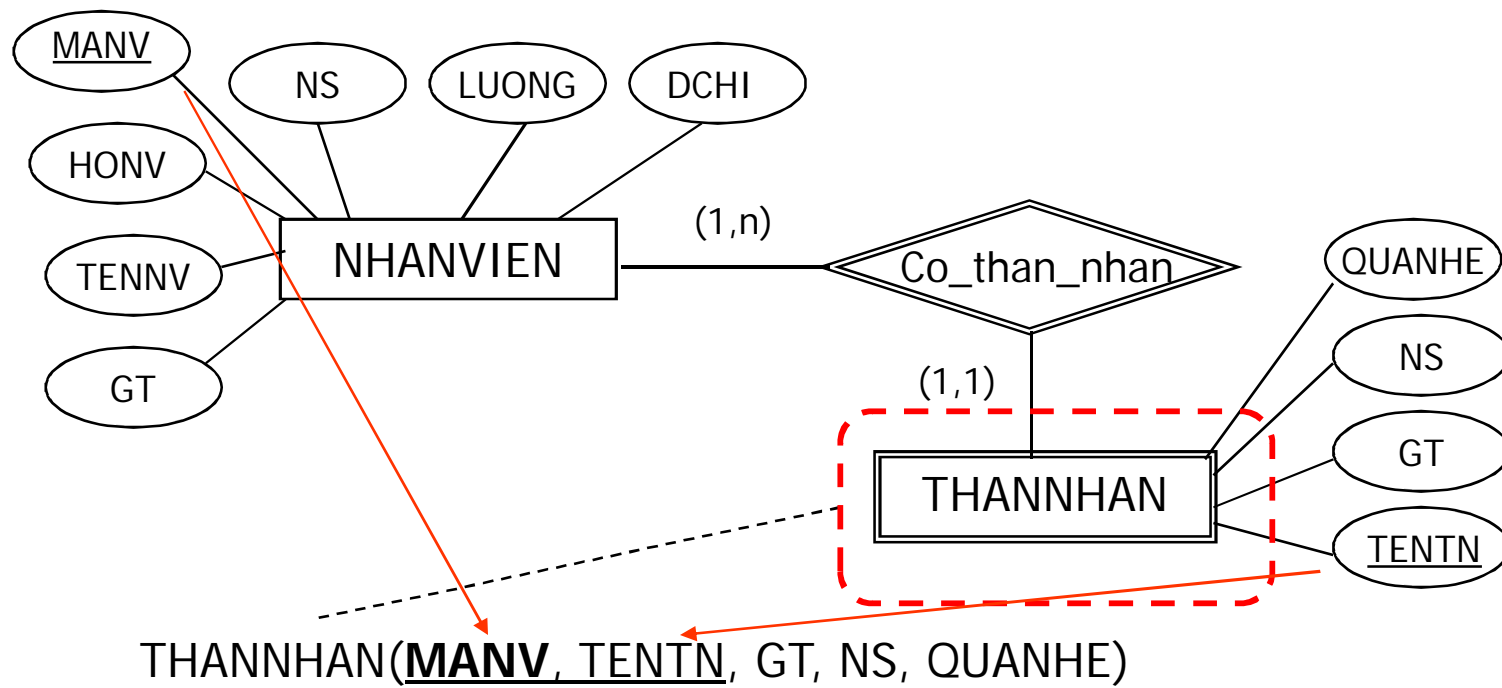 MANV
NS
LUONG
DCHI
HONV
TENNV
GT
NHANVIEN
(1,n)
Co_than_nhan
(1,1)
THANNHAN
QUANHE
NS
GT
TENTN
THANNHAN(MANV, TENTN, GT, NS, QUANHE)